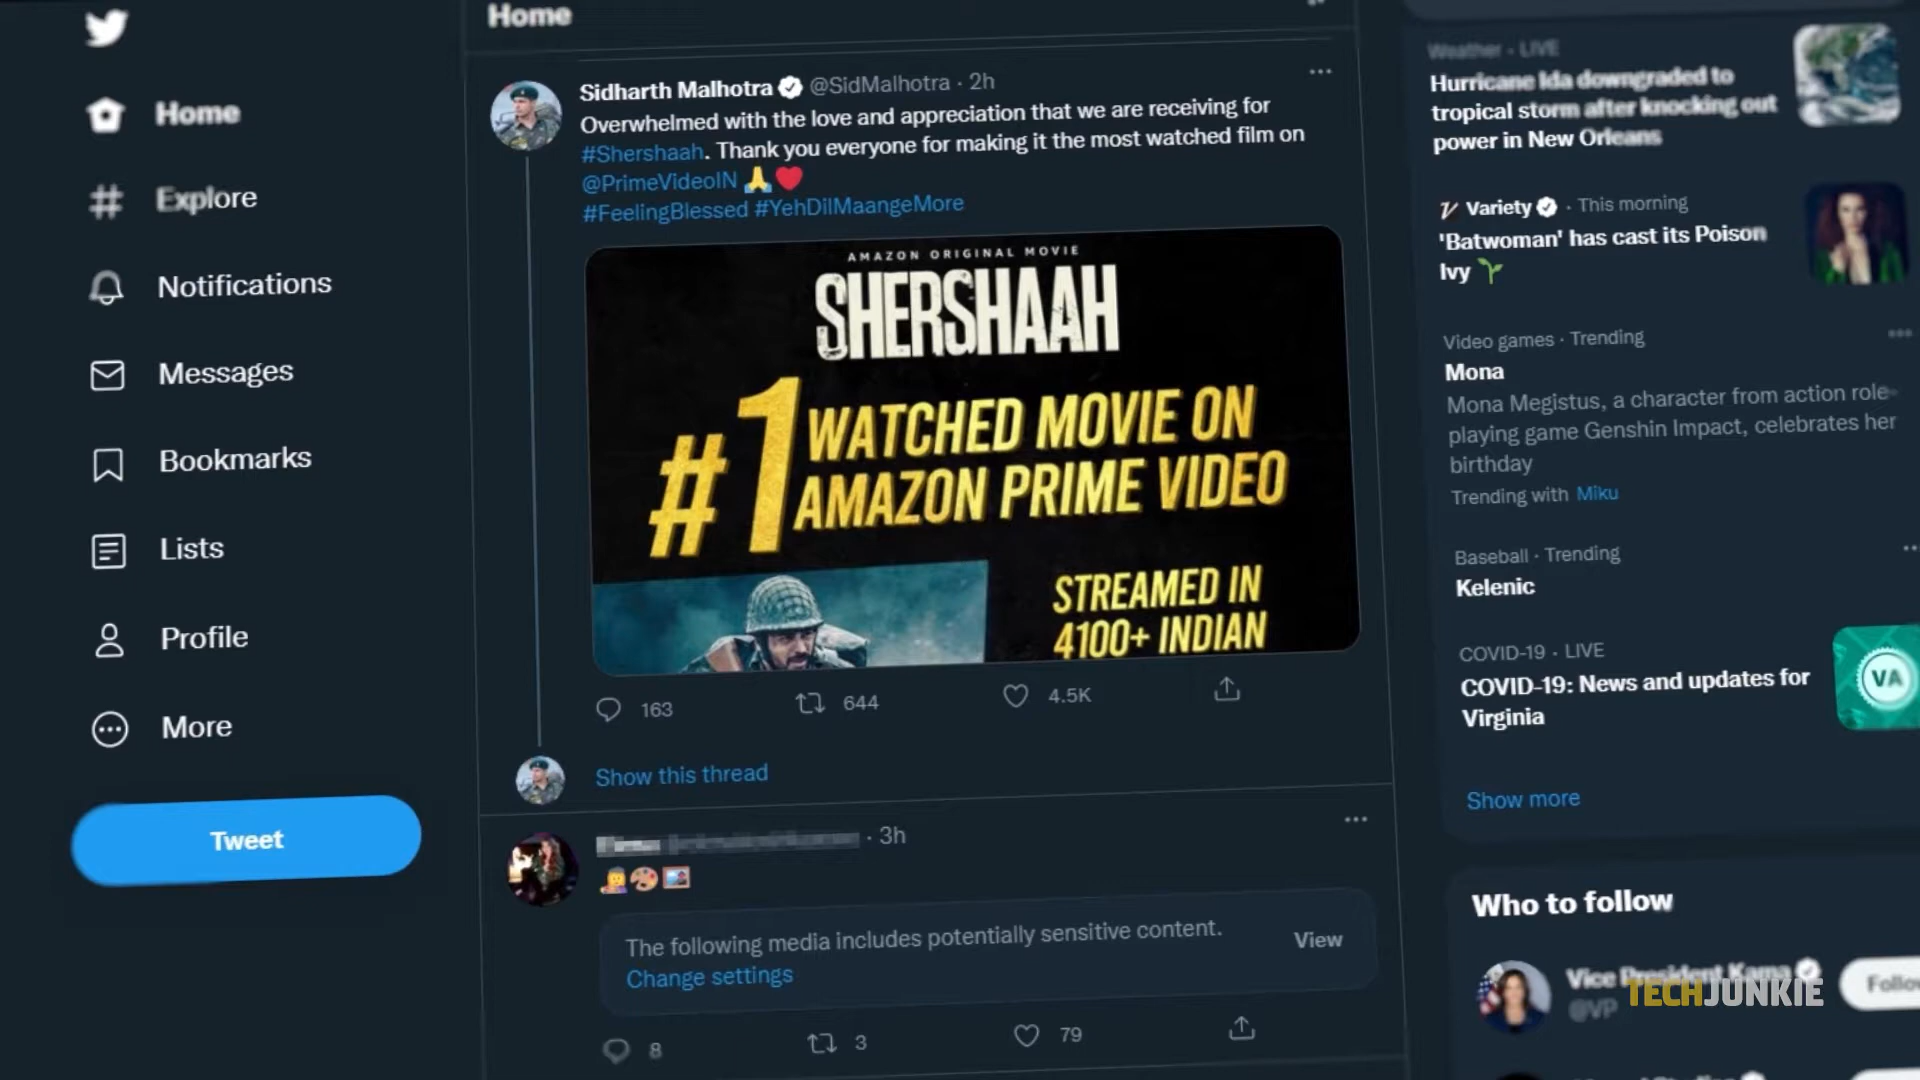 Home
Explore
Notifications
Messages
Bookmarks
Lists
Profile
More
Tweet
Home
Sidharth Malhotra @SidMalhotra · 2h
Overwhelmed with the love and appreciation that we are receiving for
#Shershaah. Thank you everyone for making it the most watched film on
@PrimeVideoIN 🙏❤️
#FeelingBlessed #YehDilMaangeMore
AMAZON ORIGINAL MOVIE
SHERSHAAH
#1 WATCHED MOVIE ON
AMAZON PRIME VIDEO
STREAMED IN
4100+ INDIAN
163 644 4.5K
Show this thread
· 3h
👩‍🎨🎨🖼️
The following media includes potentially sensitive content.
Change settings
View
8 3 79
Weather · LIVE
Hurricane Ida downgraded to
tropical storm after knocking out
power in New Orleans
Variety · This morning
'Batwoman' has cast its Poison
Ivy 🌱
Video games · Trending
Mona
Mona Megistus, a character from action role-
playing game Genshin Impact, celebrates her
birthday
Trending with Miku
Baseball · Trending
Kelenic
COVID-19 · LIVE
COVID-19: News and updates for
Virginia
VA
Show more
Who to follow
Vice President Kama
@VP
Follow
TECHJUNKIE